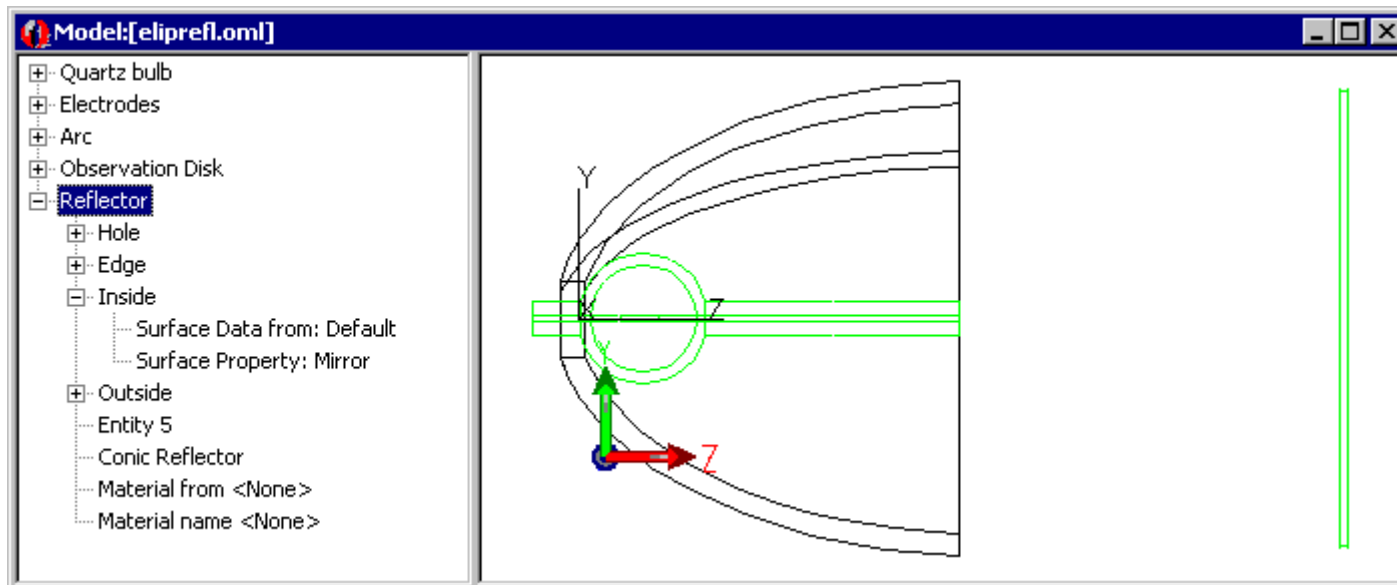 Model:[eliprefl.oml]
Quartz bulb
Electrodes
Arc
Observation Disk
Reflector
Hole
Edge
Inside
Surface Data from: Default
Surface Property: Mirror
Outside
Entity 5
Conic Reflector
Material from <None>
Material name <None>
Y
X
Z
Y
Z